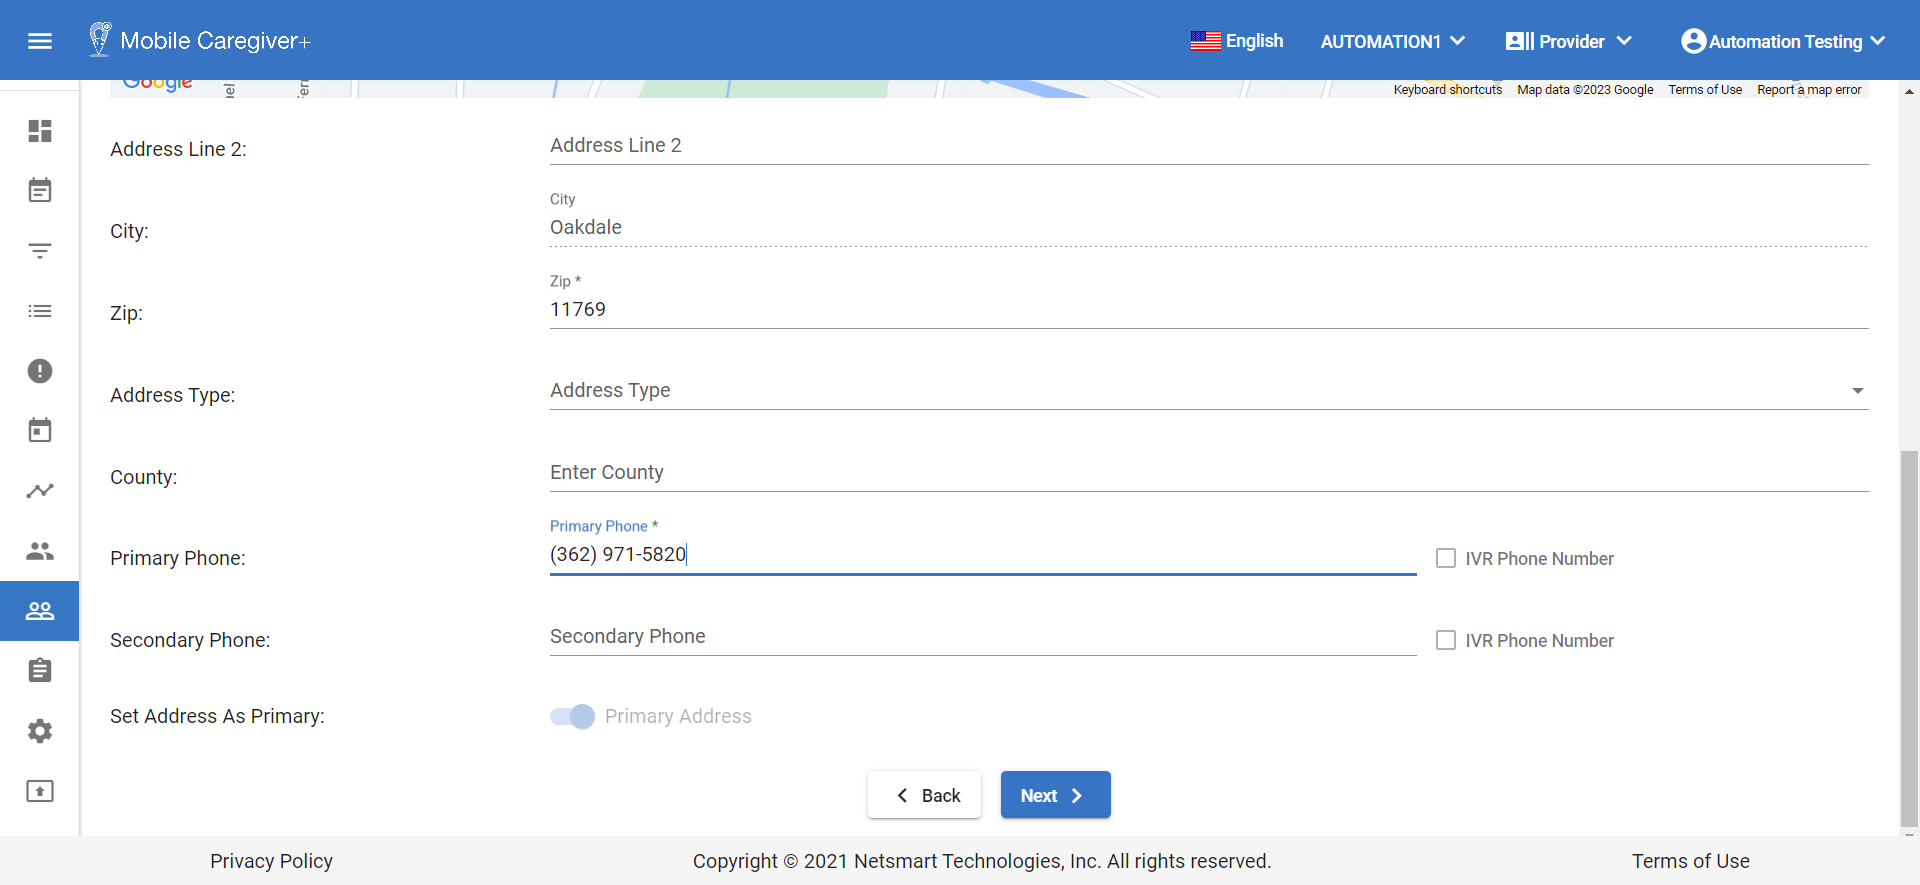 Mobile Caregiver+
English
AUTOMATION1
Provider
Automation Testing
Google
Keyboard shortcuts
Map data ©2023 Google
Terms of Use
Report a map error
Address Line 2:
Address Line 2
City:
City
Oakdale
Zip:
Zip *
11769
Address Type:
Address Type
County:
Enter County
Primary Phone:
Primary Phone *
(362) 971-5820
IVR Phone Number
Secondary Phone:
Secondary Phone
IVR Phone Number
Set Address As Primary:
Primary Address
Back
Next
Privacy Policy
Copyright © 2021 Netsmart Technologies, Inc. All rights reserved.
Terms of Use